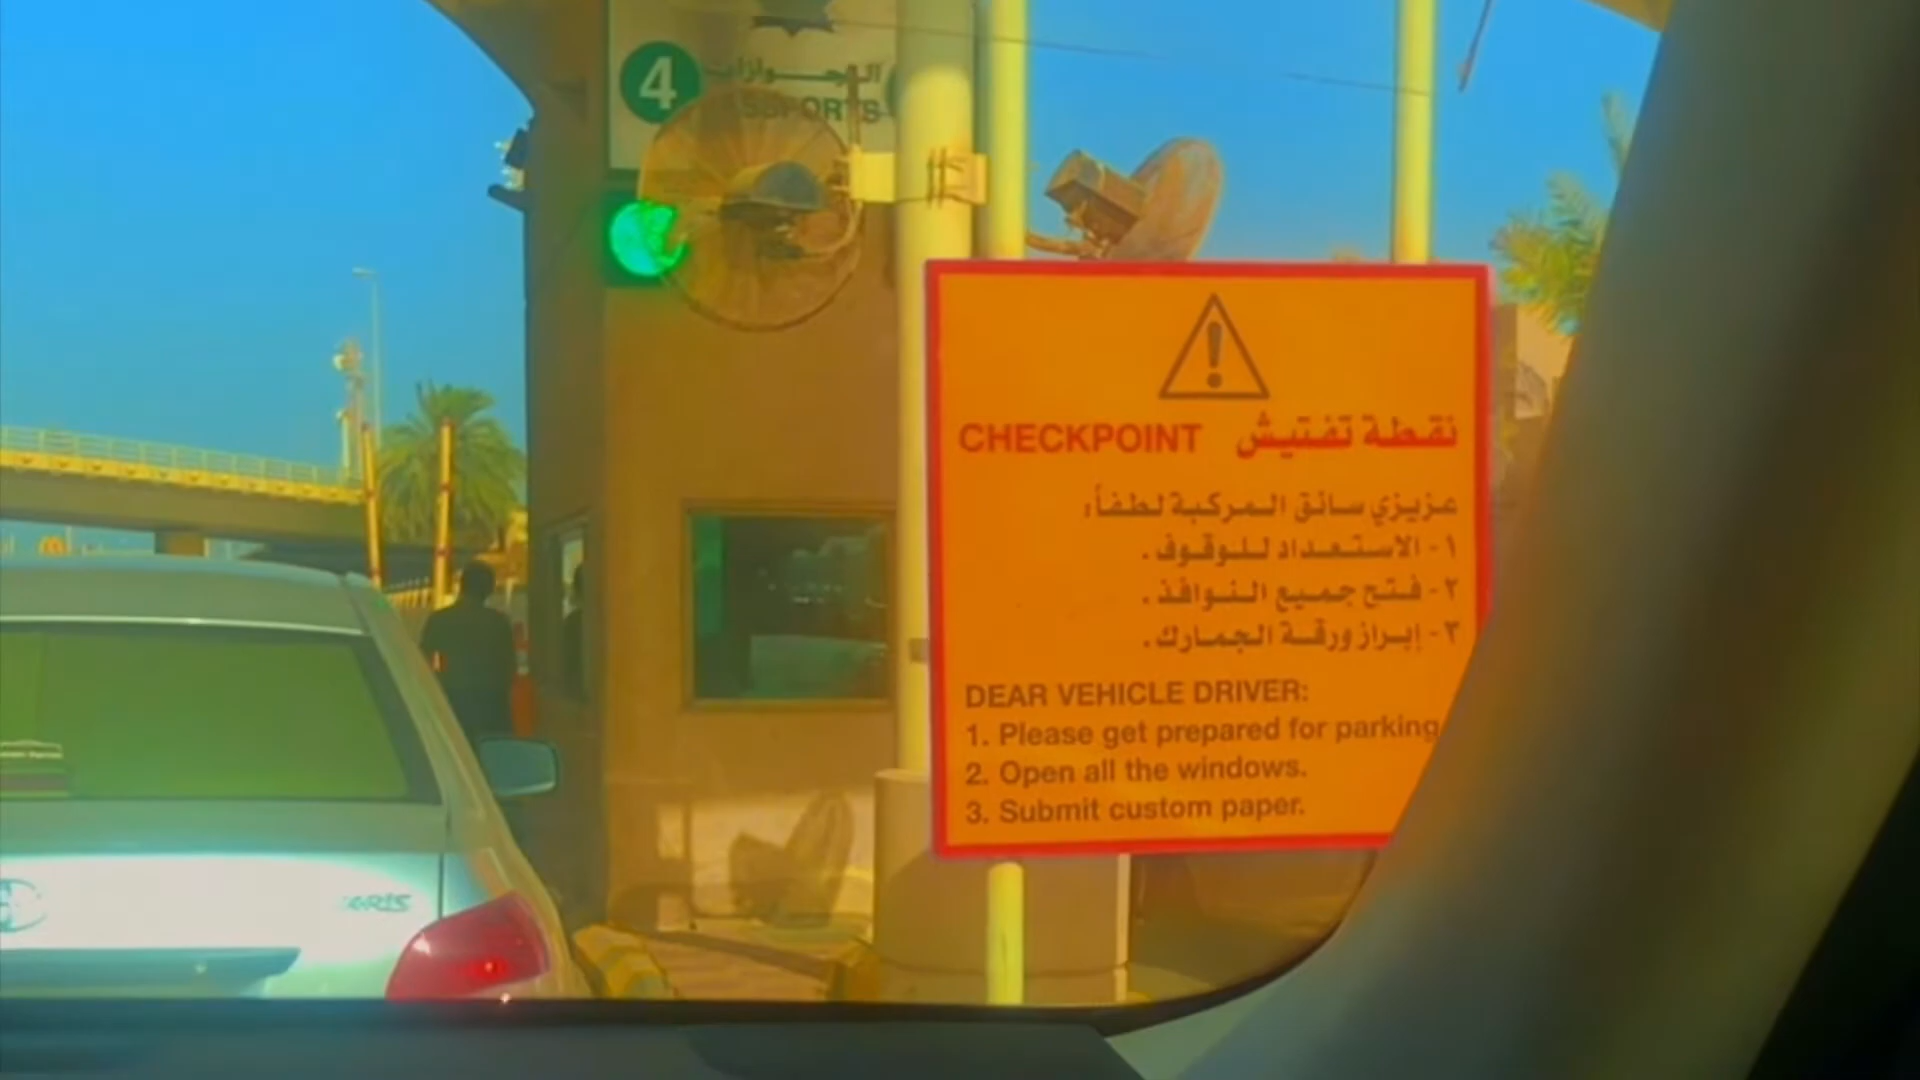 4
الجوازات
PASSPORTS
CHECKPOINT نقطة تفتيش
عزيزي سائق المركبة لطفاً:
١- الاستعداد للوقوف.
٢- فتح جميع النوافذ.
٣- إبراز ورقة الجمارك.
DEAR VEHICLE DRIVER:
1. Please get prepared for parking
2. Open all the windows.
3. Submit custom paper.
YARIS